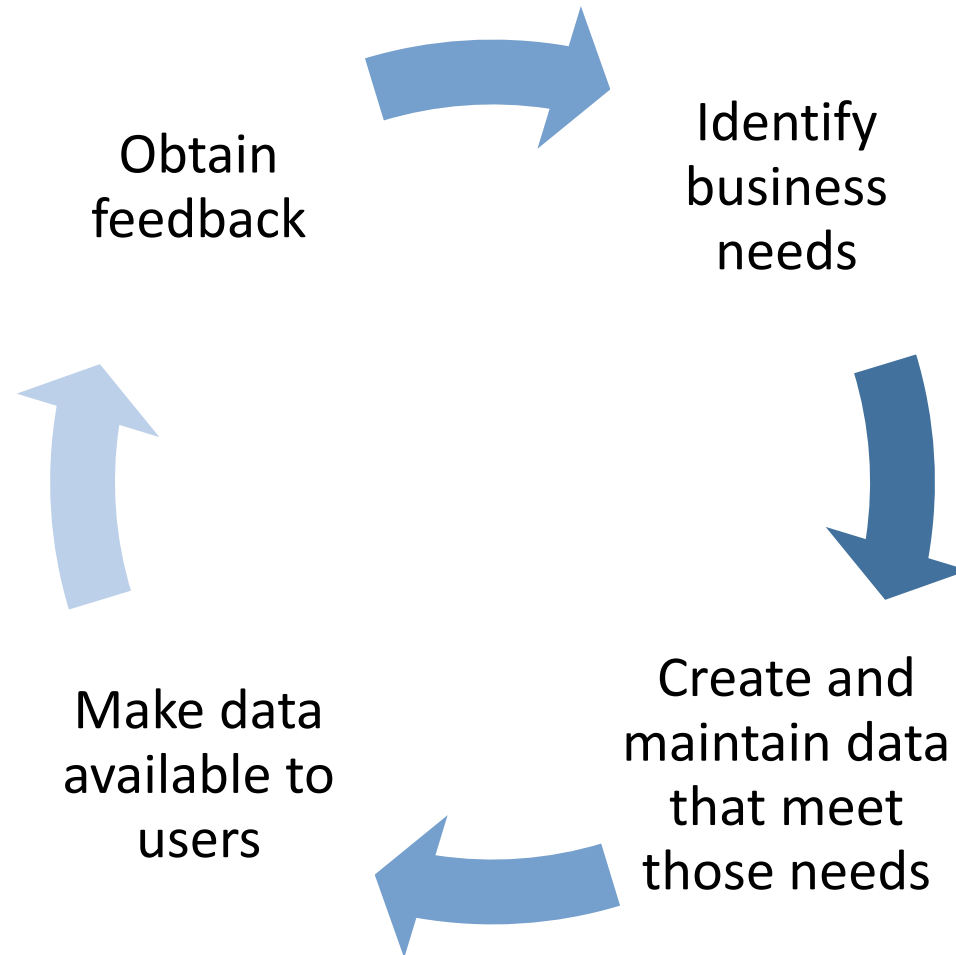 Obtain
feedback
Identify
business
needs
Create and
maintain data
that meet
those needs
Make data
available to
users